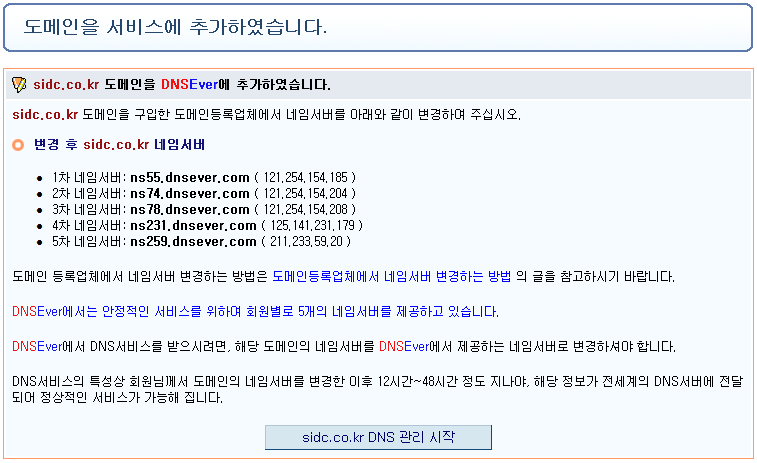 도메인을 서비스에 추가하였습니다.
sidc.co.kr 도메인을 DNSEver에 추가하였습니다.
sidc.co.kr 도메인을 구입한 도메인등록업체에서 네임서버를 아래와 같이 변경하여 주십시오.
변경 후 sidc.co.kr 네임서버
• 1차 네임서버: ns55.dnsever.com ( 121.254.154.185 )
• 2차 네임서버: ns74.dnsever.com ( 121.254.154.204 )
• 3차 네임서버: ns78.dnsever.com ( 121.254.154.208 )
• 4차 네임서버: ns231.dnsever.com ( 125.141.231.179 )
• 5차 네임서버: ns259.dnsever.com ( 211.233.59.20 )
도메인 등록업체에서 네임서버 변경하는 방법은 도메인등록업체에서 네임서버 변경하는 방법 의 글을 참고하시기 바랍니다.
DNSEver에서는 안정적인 서비스를 위하여 회원별로 5개의 네임서버를 제공하고 있습니다.
DNSEver에서 DNS서비스를 받으시려면, 해당 도메인의 네임서버를 DNSEver에서 제공하는 네임서버로 변경하셔야 합니다.
DNS서비스의 특성상 회원님께서 도메인의 네임서버를 변경한 이후 12시간~48시간 정도 지나야, 해당 정보가 전세계의 DNS서버에 전달
되어 정상적인 서비스가 가능해 집니다.
sidc.co.kr DNS 관리 시작